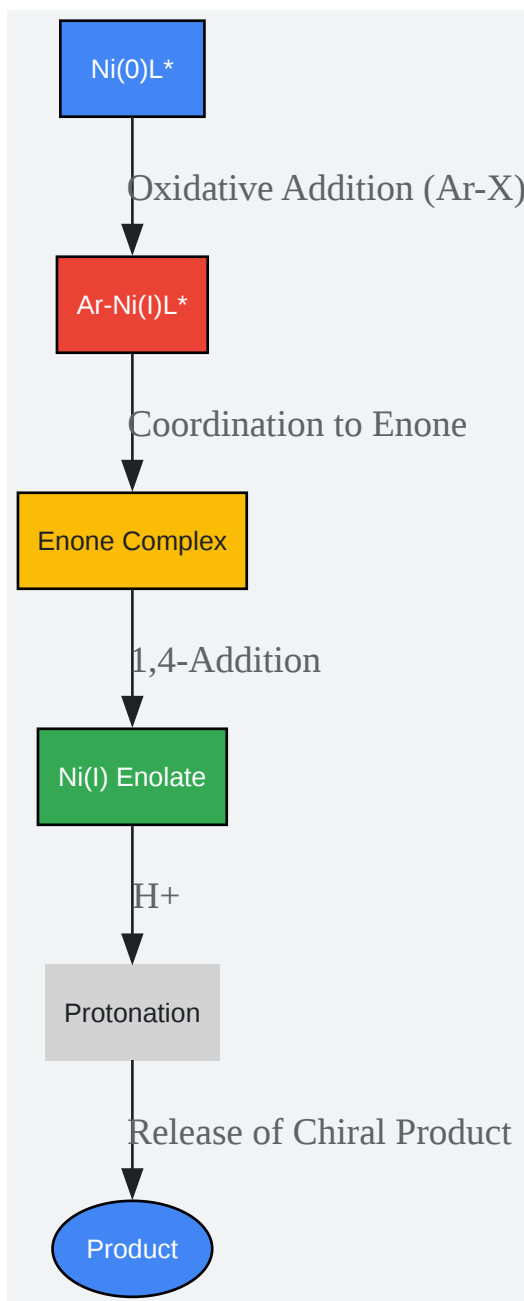 Ni(0)L*
Oxidative Addition (Ar-X)
Ar-Ni(I)L*
Coordination to Enone
Enone Complex
1,4-Addition
Ni(I) Enolate
H+
Protonation
Release of Chiral Product
Product